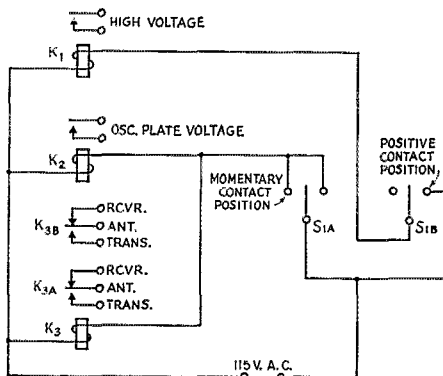 HIGH VOLTAGE
K1
OSC. PLATE VOLTAGE
K2
POSITIVE
CONTACT
POSITION
MOMENTARY
CONTACT
POSITION
S1A
S1B
K3B
RCVR.
ANT.
TRANS.
K3A
RCVR.
ANT.
TRANS.
K3
115 V. A.C.